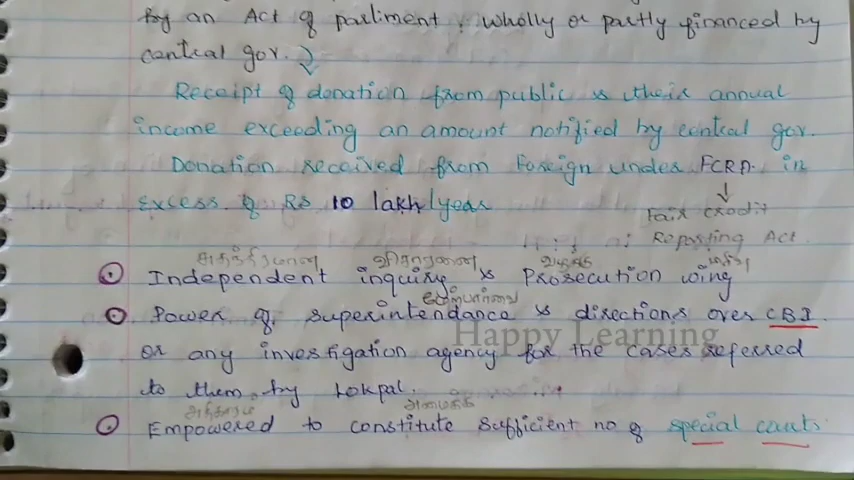 by an Act of parliment, wholly or partly financed by
central gov.
Receipt of donation from public & their annual
income exceeding an amount notified by central gov.
Donation received from Foreign under FCRA. in
excess of Rs 10 lakh/year
Fair credit
Reporting Act.
விசாரணை
Independent inquiry & Prosecution wing
Power of superintendance & directions over CBI.
or any investigation agency for the cases referred
to them by Lokpal.
Empowered to constitute sufficient no of special courts.
Happy Learning